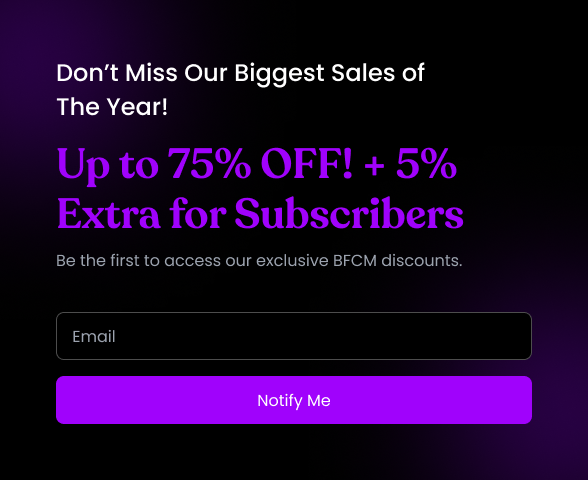 Don’t Miss Our Biggest Sales of
The Year!
Up to 75% OFF! + 5%
Extra for Subscribers
Be the first to access our exclusive BFCM discounts.
Email
Notify Me